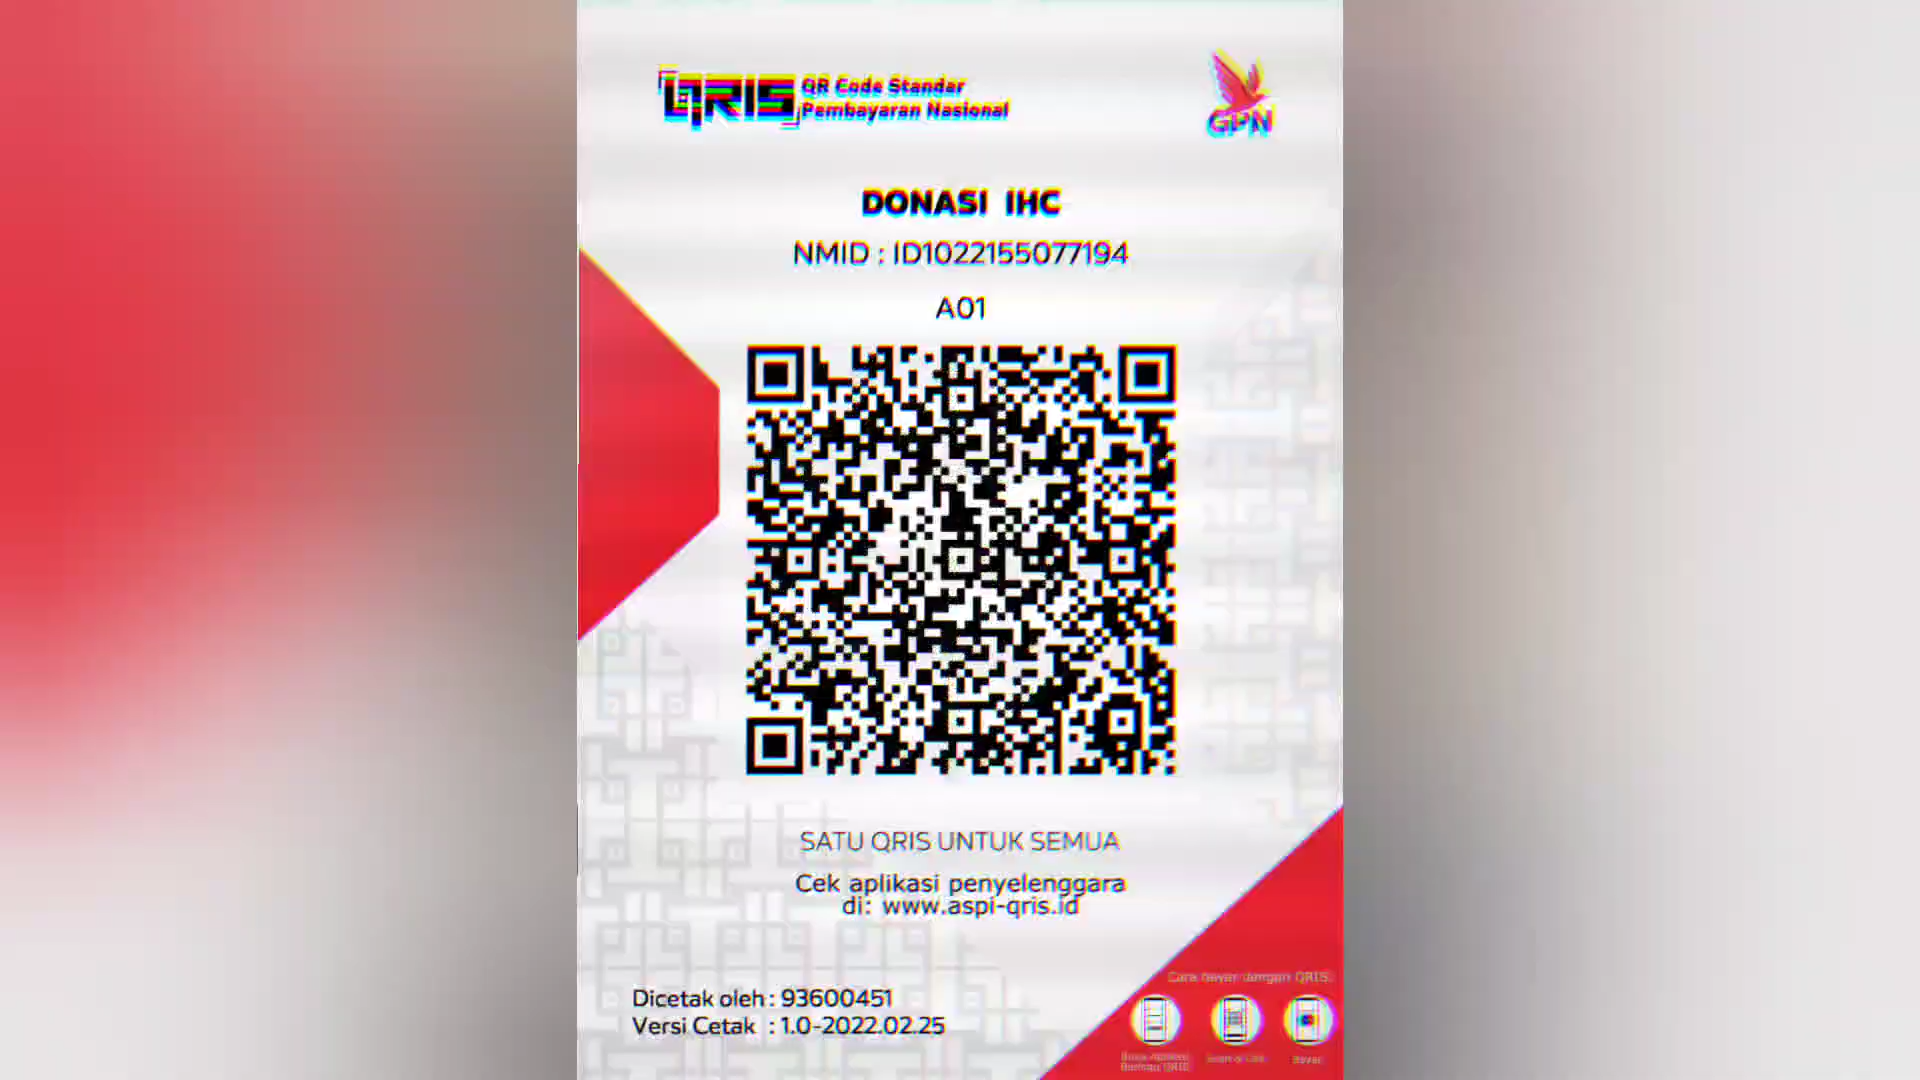 QRIS QR Code Standar
Pembayaran Nasional
GPN
DONASI IHC
NMID : ID1022155077194
A01
SATU QRIS UNTUK SEMUA
Cek aplikasi penyelenggara
di: www.aspi-qris.id
Dicetak oleh : 93600451
Versi Cetak : 1.0-2022.02.25
Cara bayar dengan QRIS
Bayar